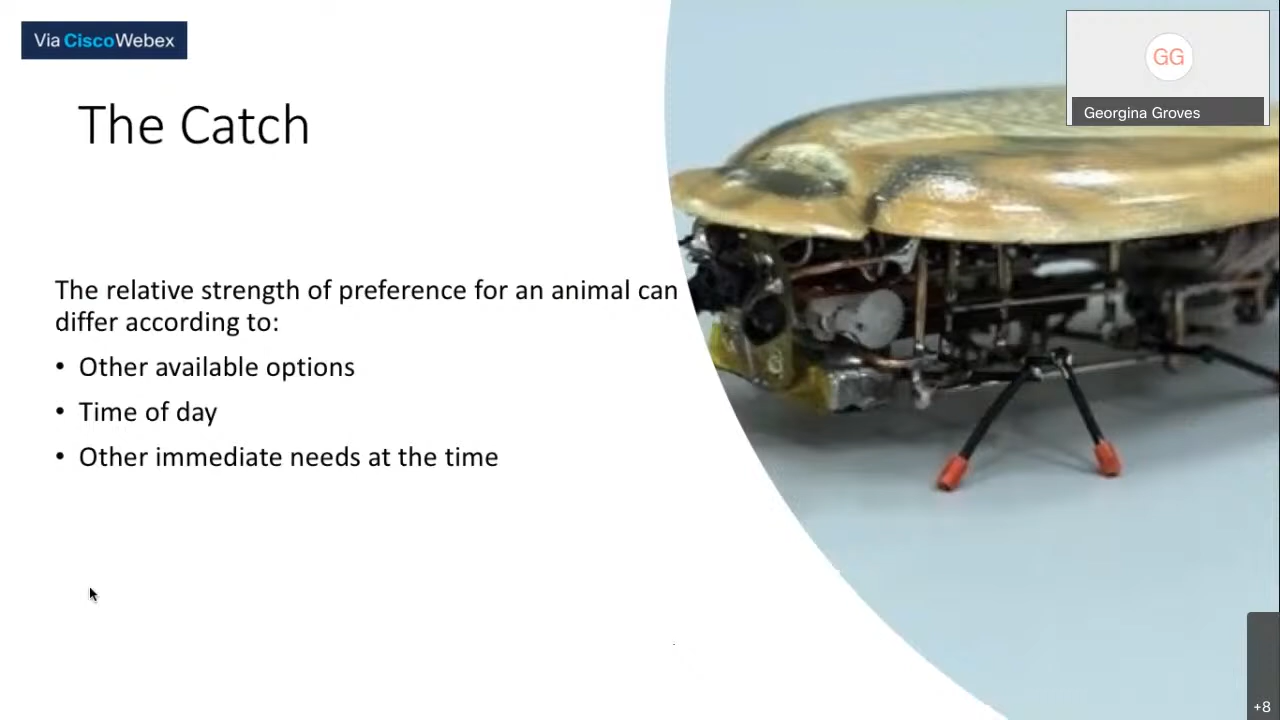 Via CiscoWebex
GG
Georgina Groves
The Catch
The relative strength of preference for an animal can
differ according to:
• Other available options
• Time of day
• Other immediate needs at the time
+8